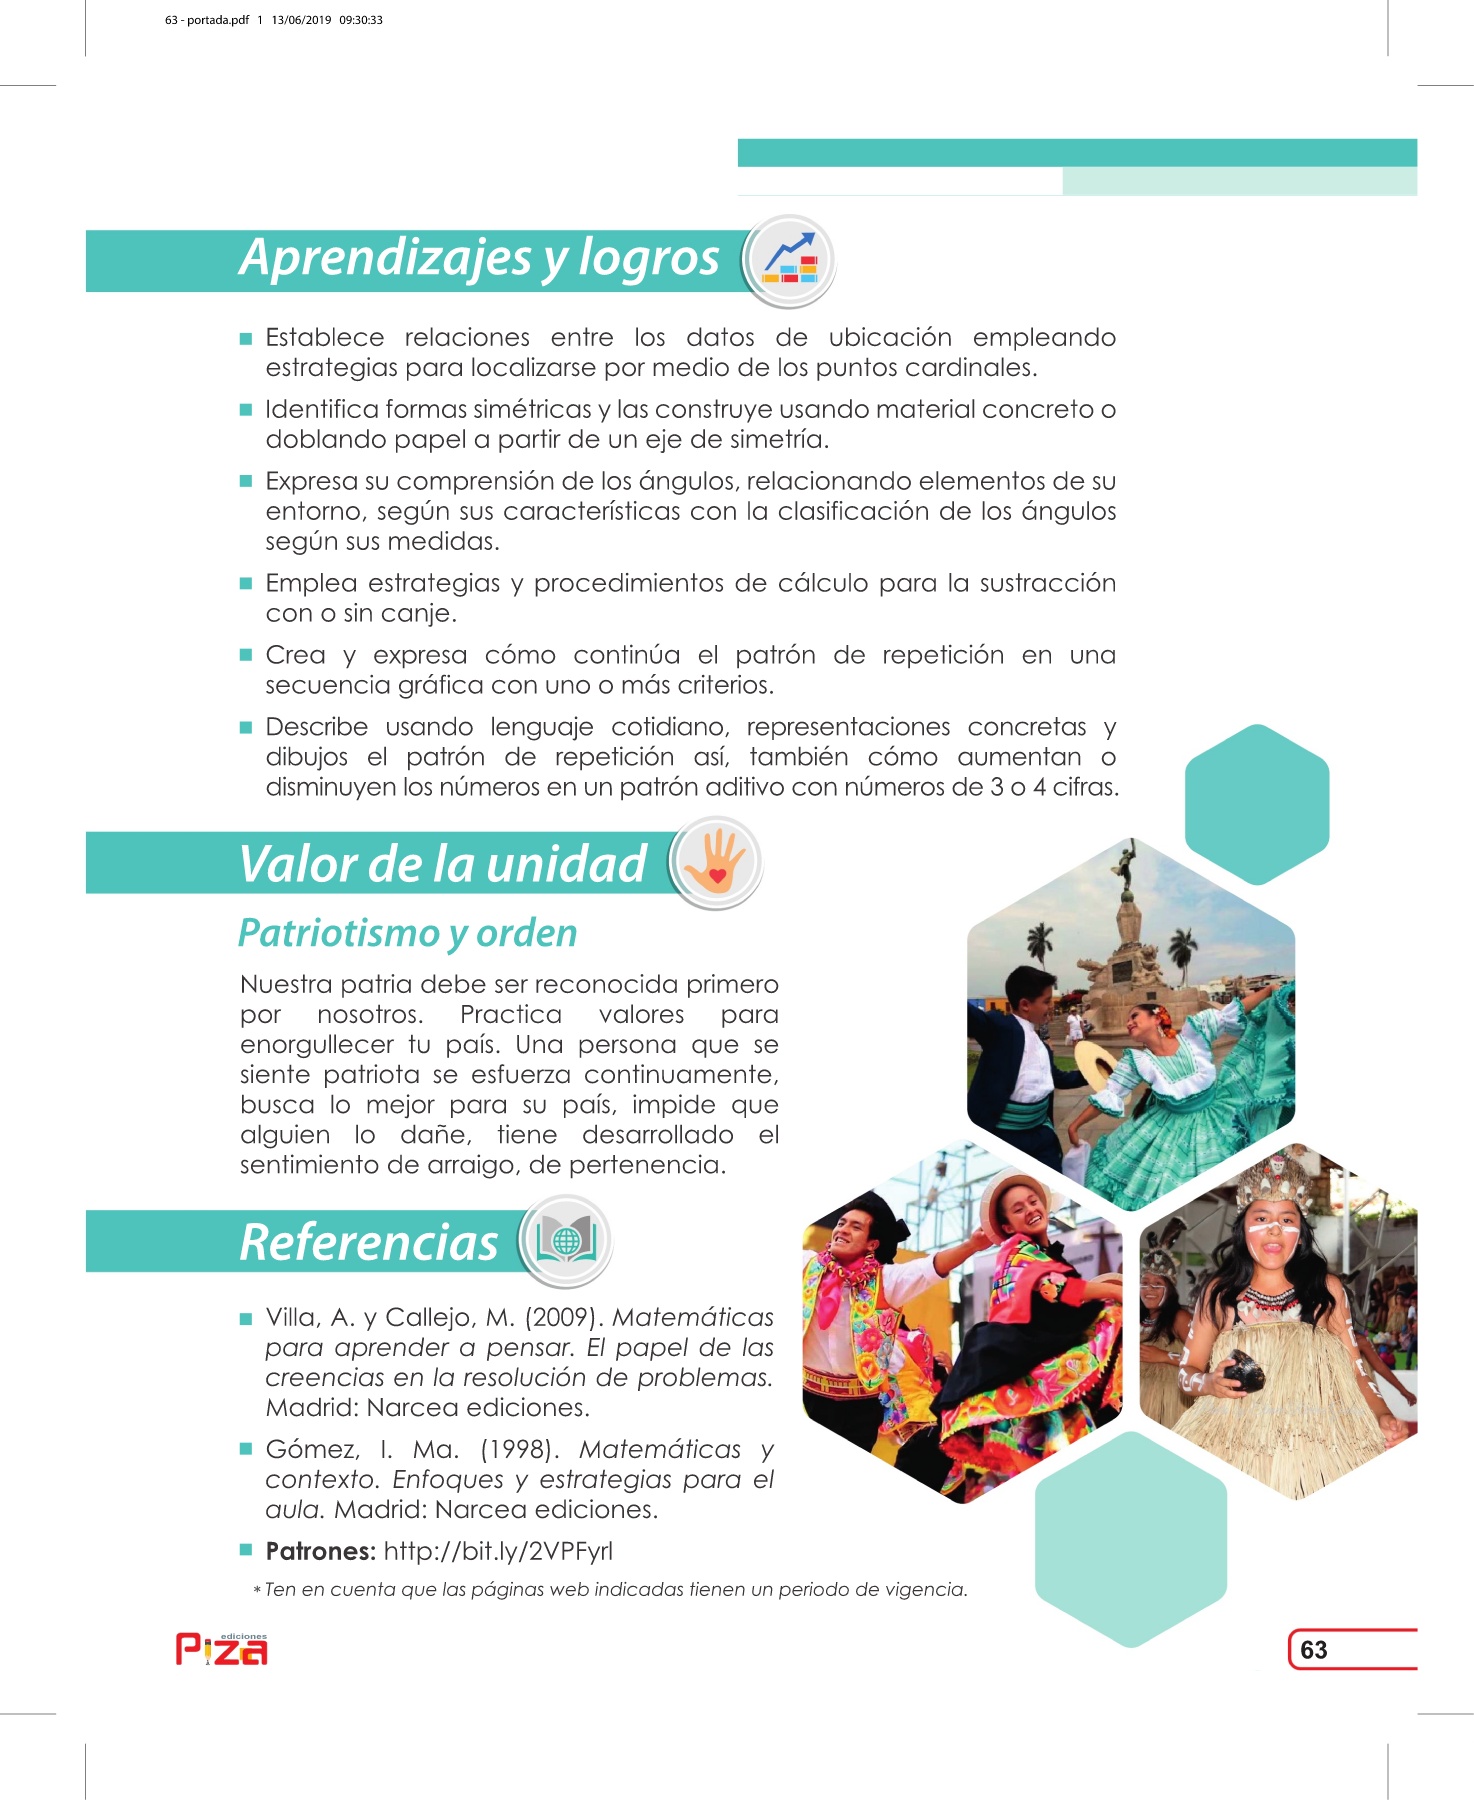 63 - portada.pdf 1 13/06/2019 09:30:33
Aprendizajes y logros
Establece relaciones entre los datos de ubicación empleando
estrategias para localizarse por medio de los puntos cardinales.
Identifica formas simétricas y las construye usando material concreto o
doblando papel a partir de un eje de simetría.
Expresa su comprensión de los ángulos, relacionando elementos de su
entorno, según sus características con la clasificación de los ángulos
según sus medidas.
Emplea estrategias y procedimientos de cálculo para la sustracción
con o sin canje.
Crea y expresa cómo continúa el patrón de repetición en una
secuencia gráfica con uno o más criterios.
Describe usando lenguaje cotidiano, representaciones concretas y
dibujos el patrón de repetición así, también cómo aumentan o
disminuyen los números en un patrón aditivo con números de 3 o 4 cifras.
Valor de la unidad
Patriotismo y orden
Nuestra patria debe ser reconocida primero
por nosotros. Practica valores para
enorgullecer tu país. Una persona que se
siente patriota se esfuerza continuamente,
busca lo mejor para su país, impide que
alguien lo dañe, tiene desarrollado el
sentimiento de arraigo, de pertenencia.
Referencias
Villa, A. y Callejo, M. (2009). Matemáticas
para aprender a pensar. El papel de las
creencias en la resolución de problemas.
Madrid: Narcea ediciones.
Gómez, I. Ma. (1998). Matemáticas y
contexto. Enfoques y estrategias para el
aula. Madrid: Narcea ediciones.
Patrones: http://bit.ly/2VPFyrl
* Ten en cuenta que las páginas web indicadas tienen un periodo de vigencia.
ediciones
Piza
63